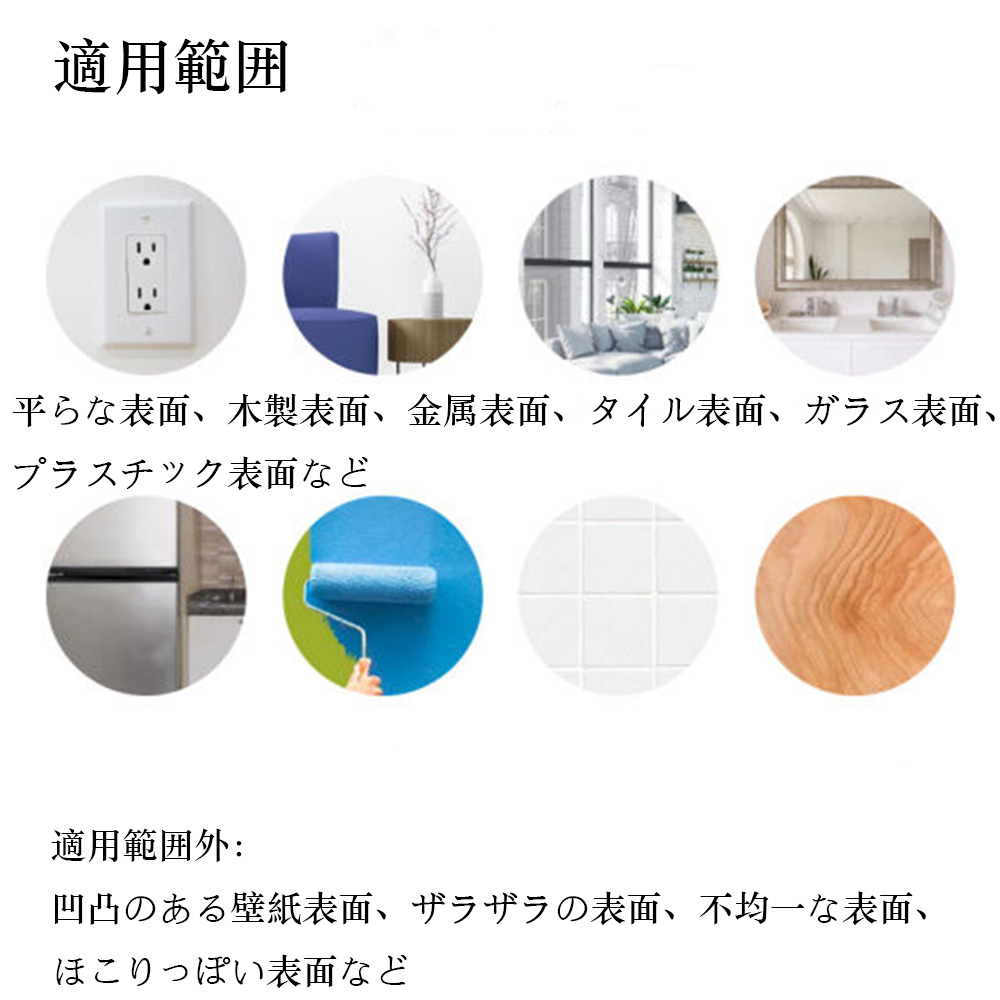 適用範囲
平らな表面、木製表面、金属表面、タイル表面、ガラス表面、
プラスチック表面など
適用範囲外:
凹凸のある壁紙表面、ザラザラの表面、不均一な表面、
ほこりっぽい表面など